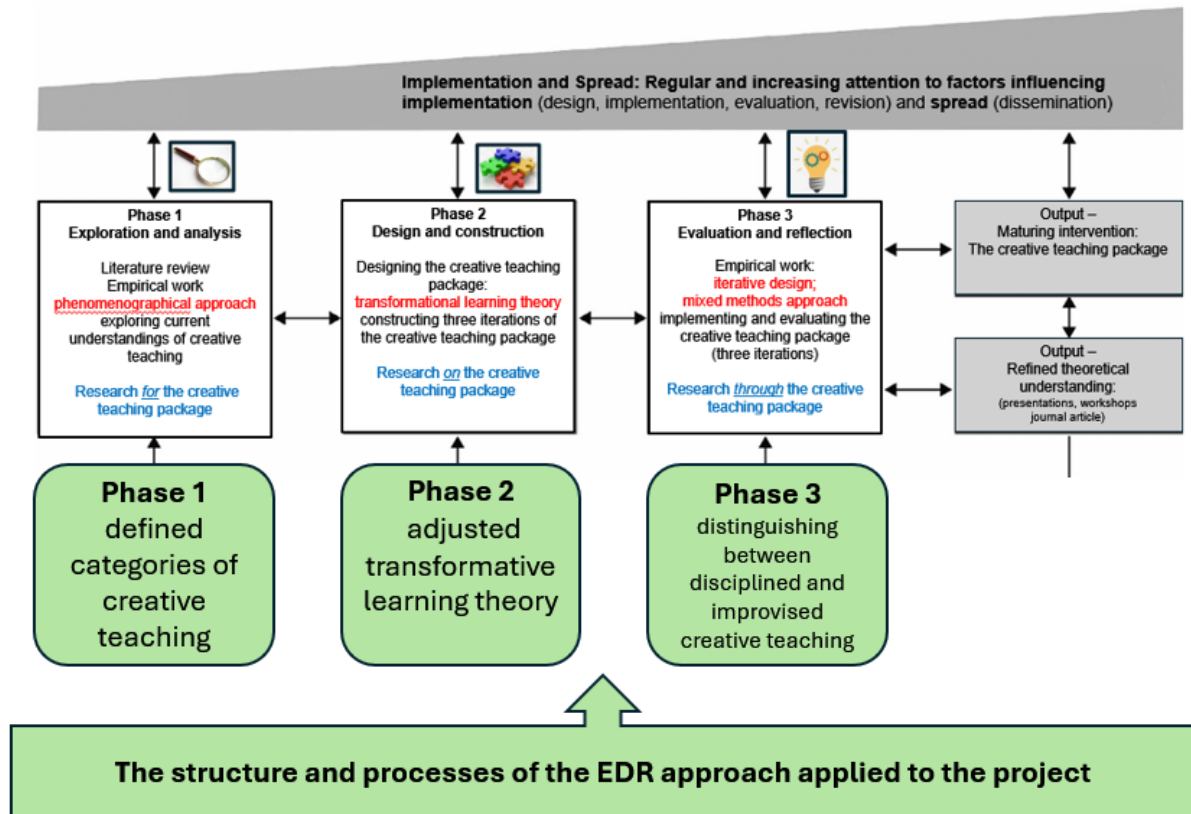 Implementation and Spread: Regular and increasing attention to factors influencing
implementation (design, implementation, evaluation, revision) and spread (dissemination)
Phase 1
Exploration and analysis
Literature review
Empirical work
phenomenographical approach
exploring current
understandings of creative
teaching
Research for the creative
teaching package
Phase 2
Design and construction
Designing the creative teaching
package:
transformational learning theory
constructing three iterations of
the creative teaching package
Research on the creative
teaching package
Phase 3
Evaluation and reflection
Empirical work:
iterative design;
mixed methods approach
implementing and evaluating the
creative teaching package
(three iterations)
Research through the creative
teaching package
Output –
Maturing intervention:
The creative teaching package
Output –
Refined theoretical
understanding:
(presentations, workshops
journal article)
Phase 1
defined
categories of
creative
teaching
Phase 2
adjusted
transformative
learning theory
Phase 3
distinguishing
between
disciplined and
improvised
creative teaching
The structure and processes of the EDR approach applied to the project